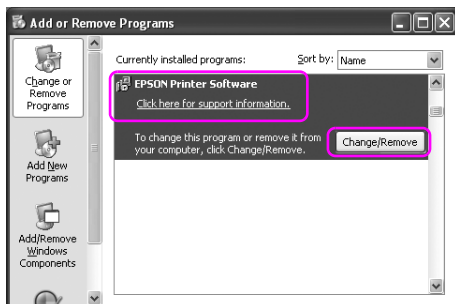 Add or Remove Programs
Change or
Remove
Programs
Add New
Programs
Add/Remove
Windows
Components
Currently installed programs:
Sort by: Name
EPSON Printer Software
Click here for support information.
To change this program or remove it from
your computer, click Change/Remove.
Change/Remove